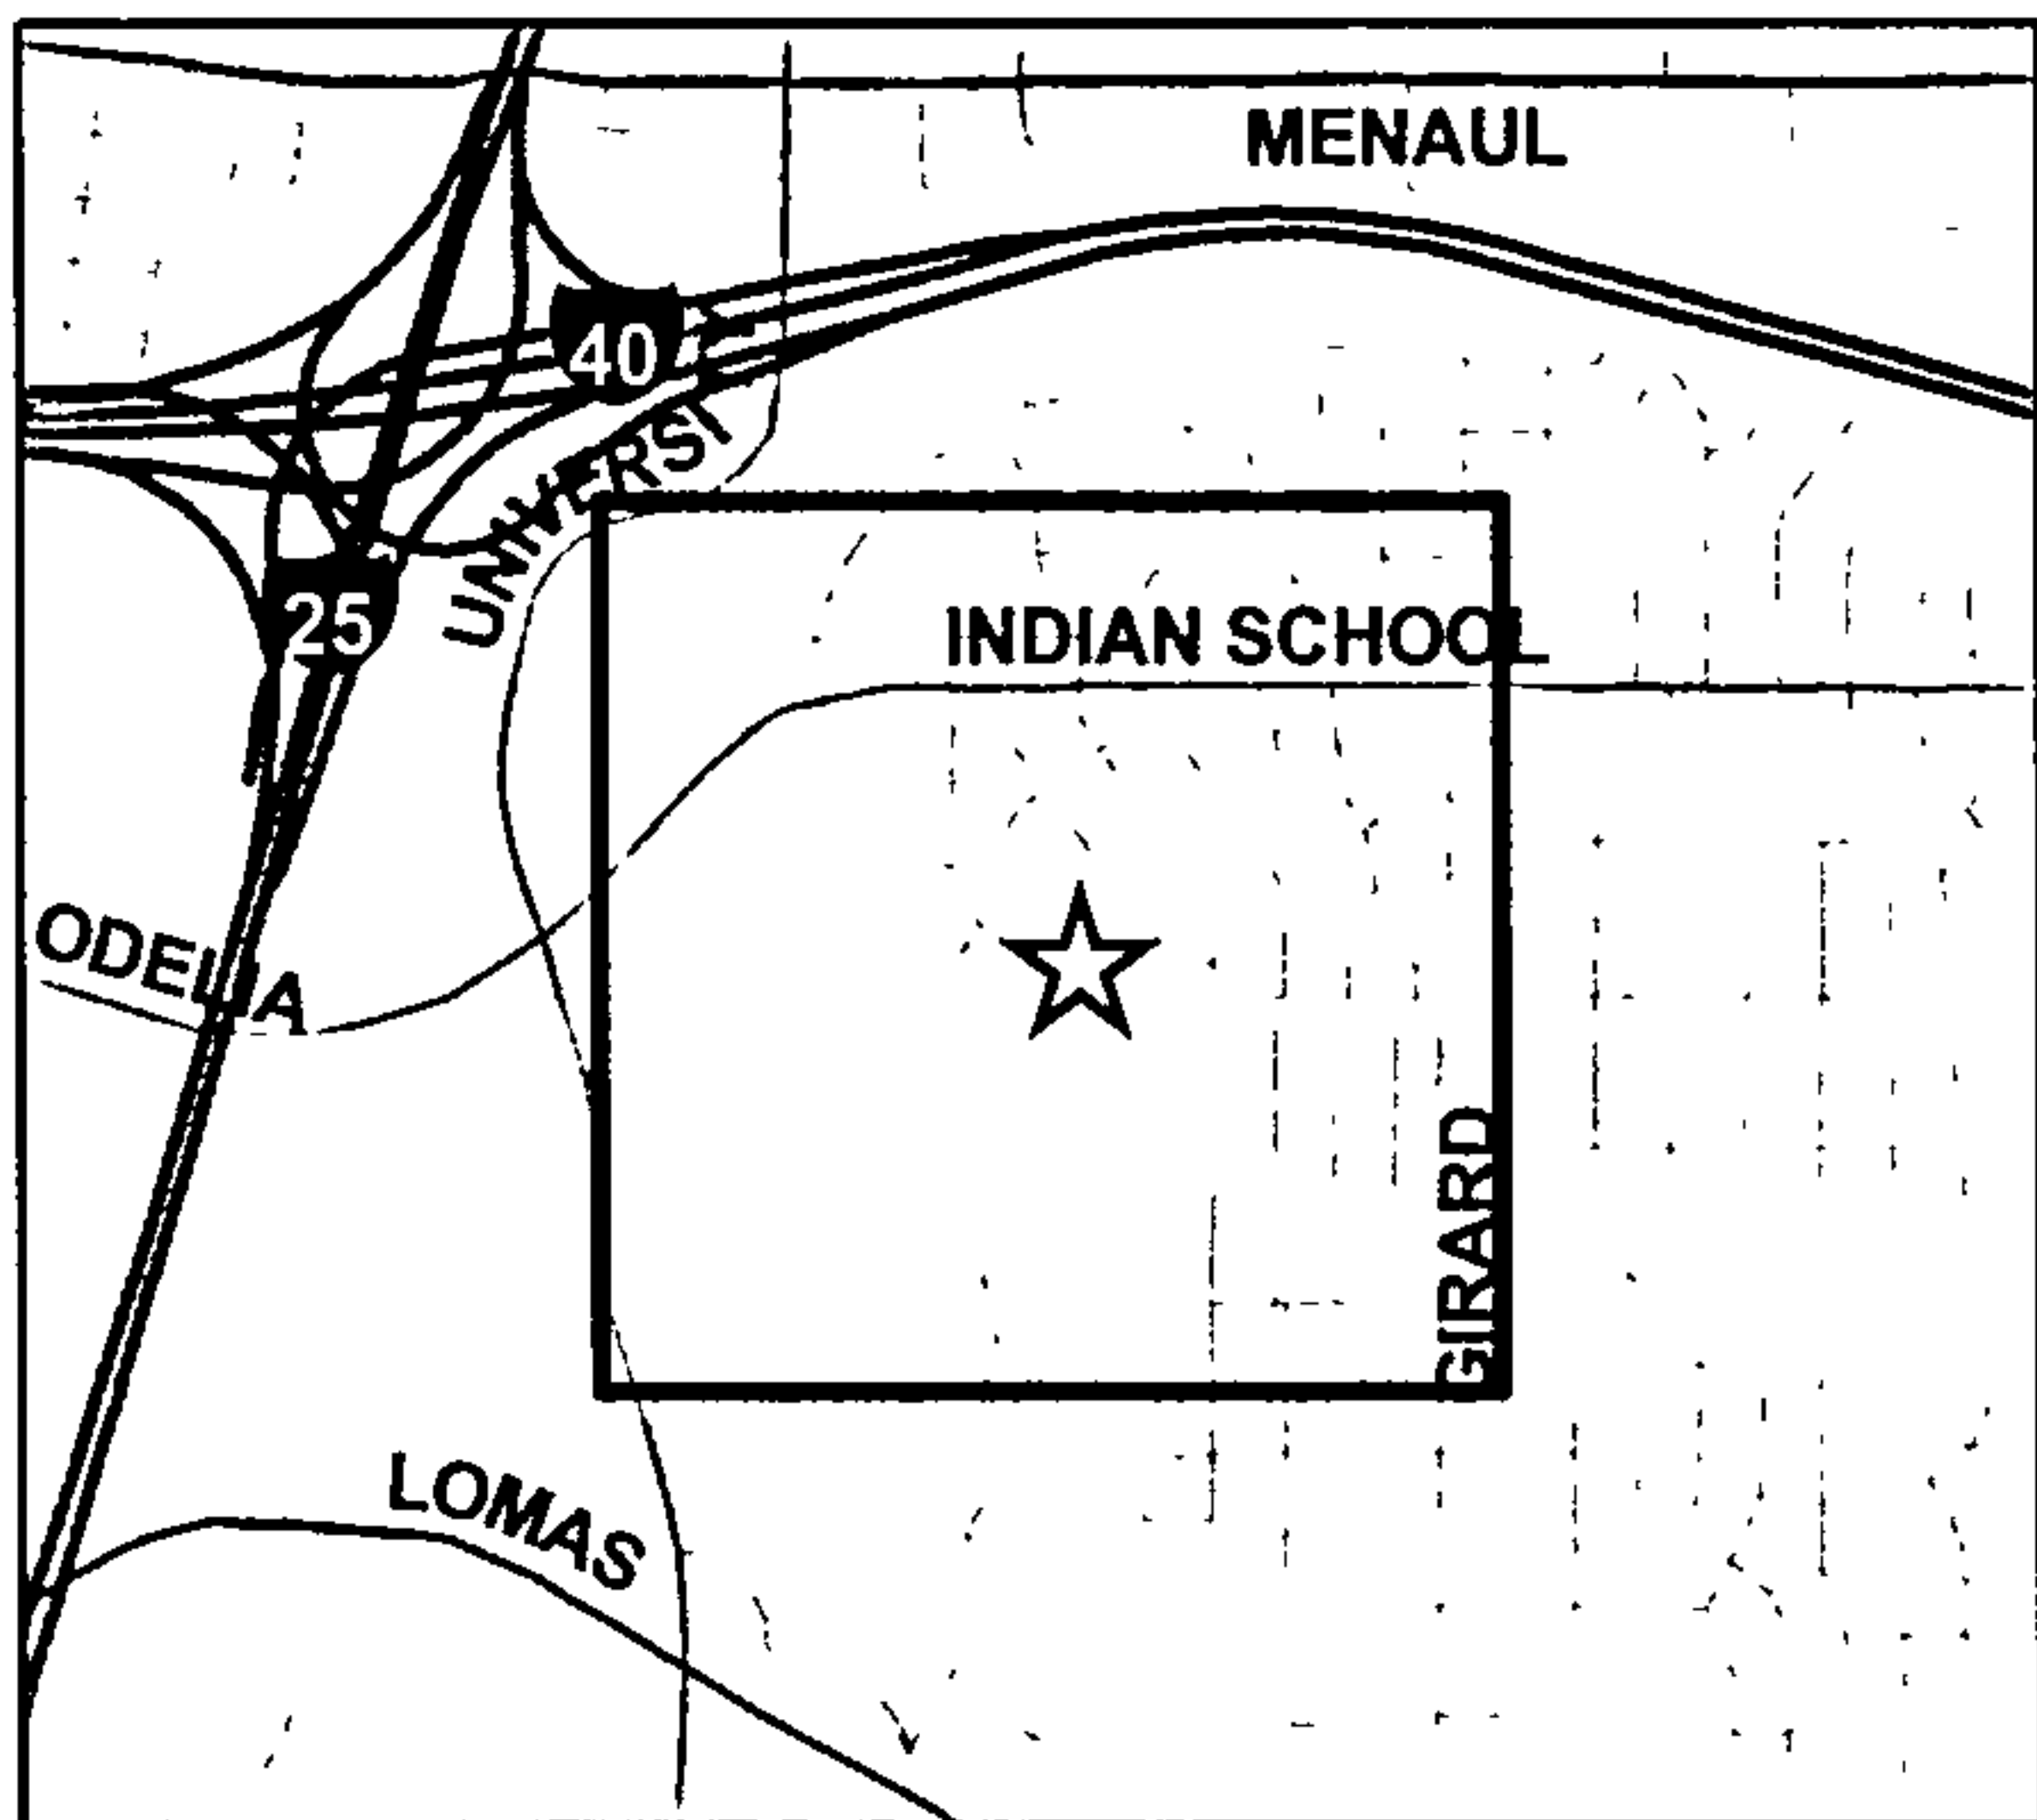 MENAUL
40
UNIVERSI
25
INDIAN SCHOOL
ODELIA
GIRARD
LOMAS